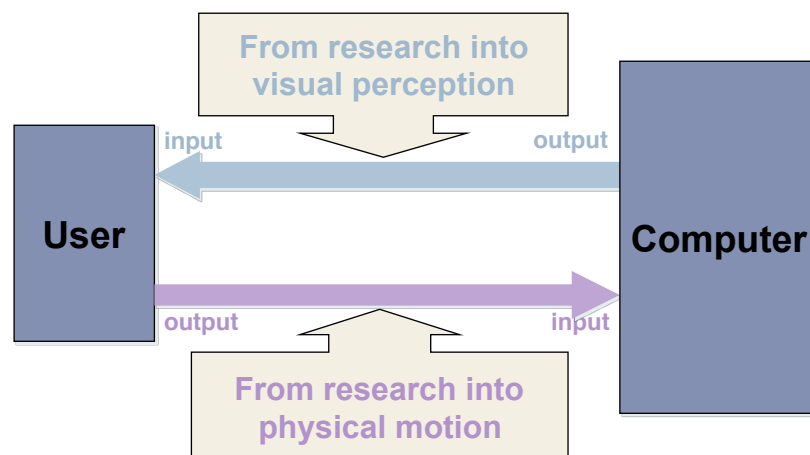 From research into
visual perception
input
output
User
Computer
output
input
From research into
physical motion